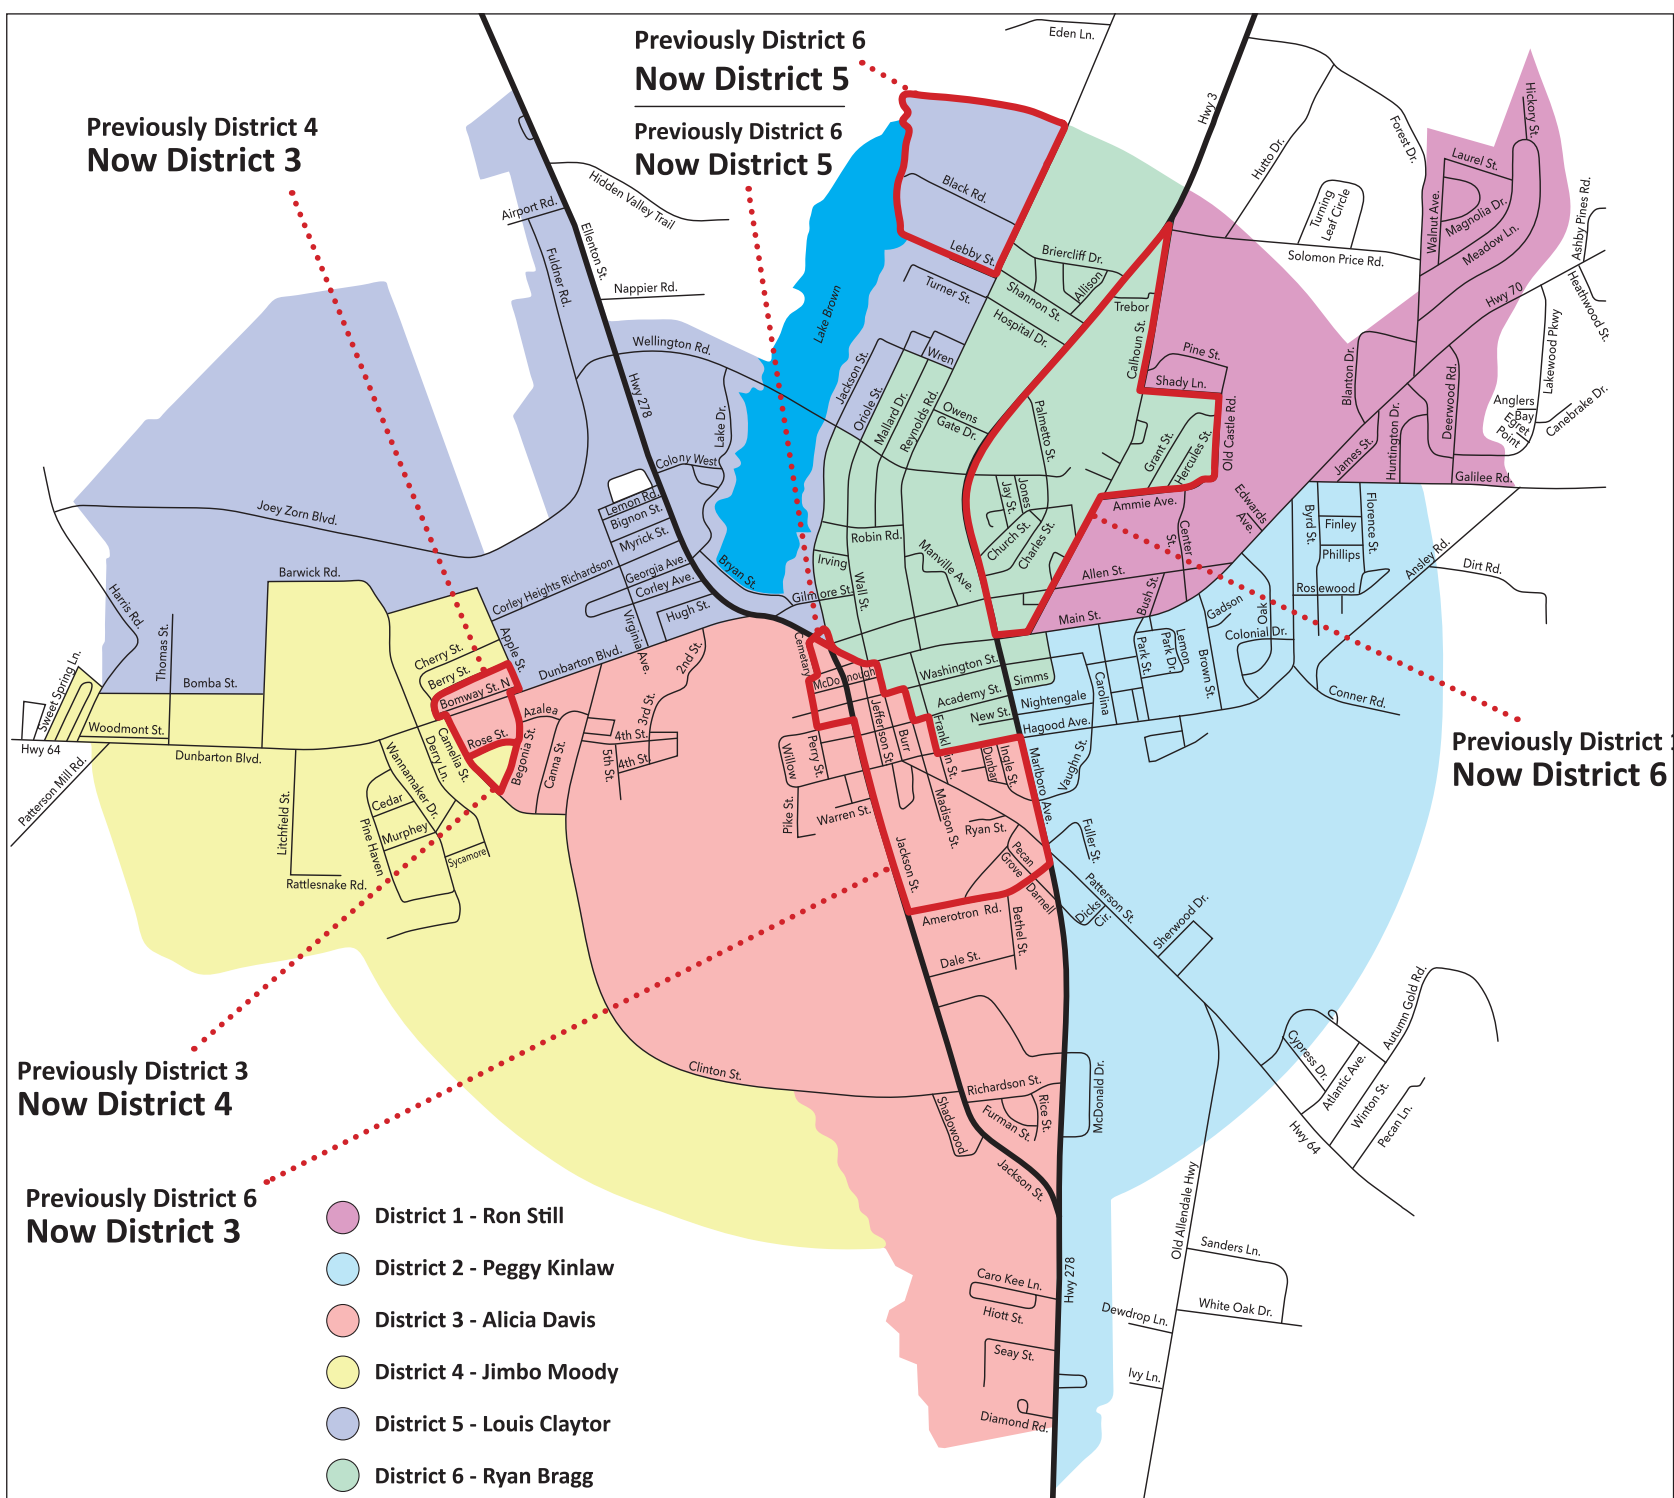 Previously District 6
Now District 5
Previously District 6
Now District 5
Previously District 4
Now District 3
Previously District
Now District 6
Previously District 3
Now District 4
Previously District 6
Now District 3
District 1 - Ron Still
District 2 - Peggy Kinlaw
District 3 - Alicia Davis
District 4 - Jimbo Moody
District 5 - Louis Claytor
District 6 - Ryan Bragg
Eden Ln.
Hwy 3
Hutto Dr.
Forest Dr.
Hickory St.
Laurel St.
Walnut Ave.
Magnolia Dr.
Meadow Ln.
Ashby Pines Rd.
Turning
Leaf Circle
Solomon Price Rd.
Hwy 70
Heathwood St.
Lakewood Pkwy
Hidden Valley Trail
Airport Rd.
Ellenton St.
Fuldner Rd.
Nappier Rd.
Wellington Rd.
Hwy 278
Lake Brown
Black Rd.
Lebby St.
Turner St.
Briercliff Dr.
Allison
Shannon St.
Trebor
Hospital Dr.
Calhoun St.
Pine St.
Shady Ln.
Old Castle Rd.
Blanton Dr.
Deerwood Rd.
Huntington Dr.
James St.
Anglers
Bay
Egret
Point
Canebrake Dr.
Galilee Rd.
Jackson St.
Wren
Oriole St.
Mallard Dr.
Reynolds Rd.
Owens
Gate Dr.
Palmetto St.
Grant St.
Hercules St.
Lake Dr.
Colony West
Lemon Rd.
Bignon St.
Myrick St.
Georgia Ave.
Corley Ave.
Corley Heights Richardson
Hugh St.
Virginia Ave.
Bryan St.
Gilmore St.
Joey Zorn Blvd.
Barwick Rd.
Harris Rd.
Thomas St.
Bomba St.
Sweet Spring Ln.
Woodmont St.
Hwy 64
Patterson Mill Rd.
Dunbarton Blvd.
Dunbarton Blvd.
Apple St.
Cherry St.
Berry St.
Bomway St. N
Rose St.
Azalea
Begonia St.
Canna St.
Camelia St.
Derry Ln.
Wannamaker Dr.
Cedar
Murphey
Pine Haven
Sycamore
Litchfield St.
Rattlesnake Rd.
2nd St.
3rd St.
4th St.
4th St.
5th St.
Jay St.
Jones
Church St.
Charles St.
Robin Rd.
Irving
Wall St.
Manville Ave.
Ammie Ave.
Center
St.
Edwards
Ave.
Allen St.
Main St.
Bush St.
Byrd St.
Finley
Florence St.
Phillips
Rosewood
Ansley Rd.
Dirt Rd.
Gadson
Oak
Colonial Dr.
Lemon
Park Dr.
Park St.
Brown St.
Carolina
Conner Rd.
Cemetary
McDonough
Washington St.
Academy St.
New St.
Simms
Nightengale
Hagood Ave.
Jefferson St.
Burr
Franklin St.
Dunbar
Ingle St.
Marlboro Ave.
Vaughn St.
Willow
Perry St.
Pike St.
Warren St.
Madison St.
Ryan St.
Pecan
Grove
Darnell
Fuller St.
Patterson St.
Dicks
Cir.
Sherwood Dr.
Jackson St.
Amerotron Rd.
Bethel St.
Dale St.
Clinton St.
Richardson St.
Rice St.
Furman St.
Shadowood
McDonald Dr.
Jackson St.
Autumn Gold Rd.
Cypress Dr.
Atlantic Ave.
Winton St.
Pecan Ln.
Hwy 64
Old Allendale Hwy
Sanders Ln.
White Oak Dr.
Dewdrop Ln.
Ivy Ln.
Hwy 278
Caro Kee Ln.
Hiott St.
Seay St.
Diamond Rd.